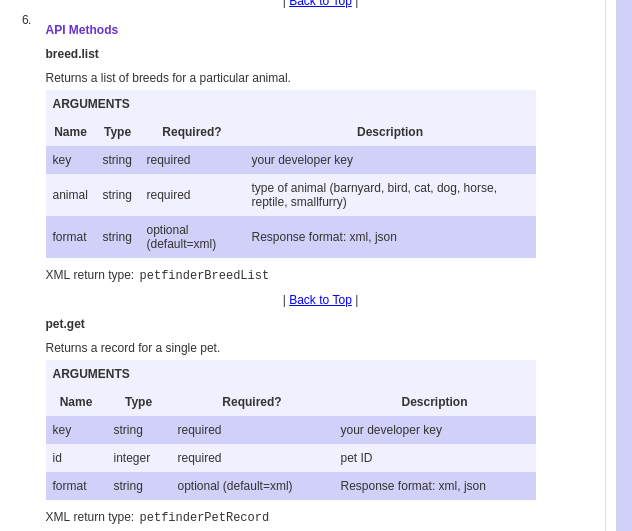 | Back to Top |
6.
API Methods
breed.list
Returns a list of breeds for a particular animal.
ARGUMENTS
Name Type Required? Description
key string required your developer key
animal string required type of animal (barnyard, bird, cat, dog, horse,
reptile, smallfurry)
format string optional
(default=xml) Response format: xml, json
XML return type: petfinderBreedList
| Back to Top |
pet.get
Returns a record for a single pet.
ARGUMENTS
Name Type Required? Description
key string required your developer key
id integer required pet ID
format string optional (default=xml) Response format: xml, json
XML return type: petfinderPetRecord